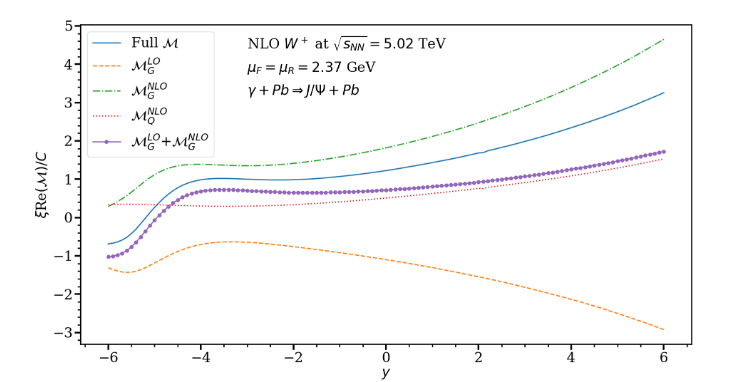 Full ℳ
ℳ_G^{LO}
ℳ_G^{NLO}
ℳ_Q^{NLO}
ℳ_G^{LO}+ℳ_G^{NLO}
NLO W⁺ at √s_{NN} = 5.02 TeV
μ_F = μ_R = 2.37 GeV
γ + Pb ⇒ J/Ψ + Pb
ξRe(ℳ)/C
5
4
3
2
1
0
−1
−2
−3
−6 −4 −2 0 2 4 6
y